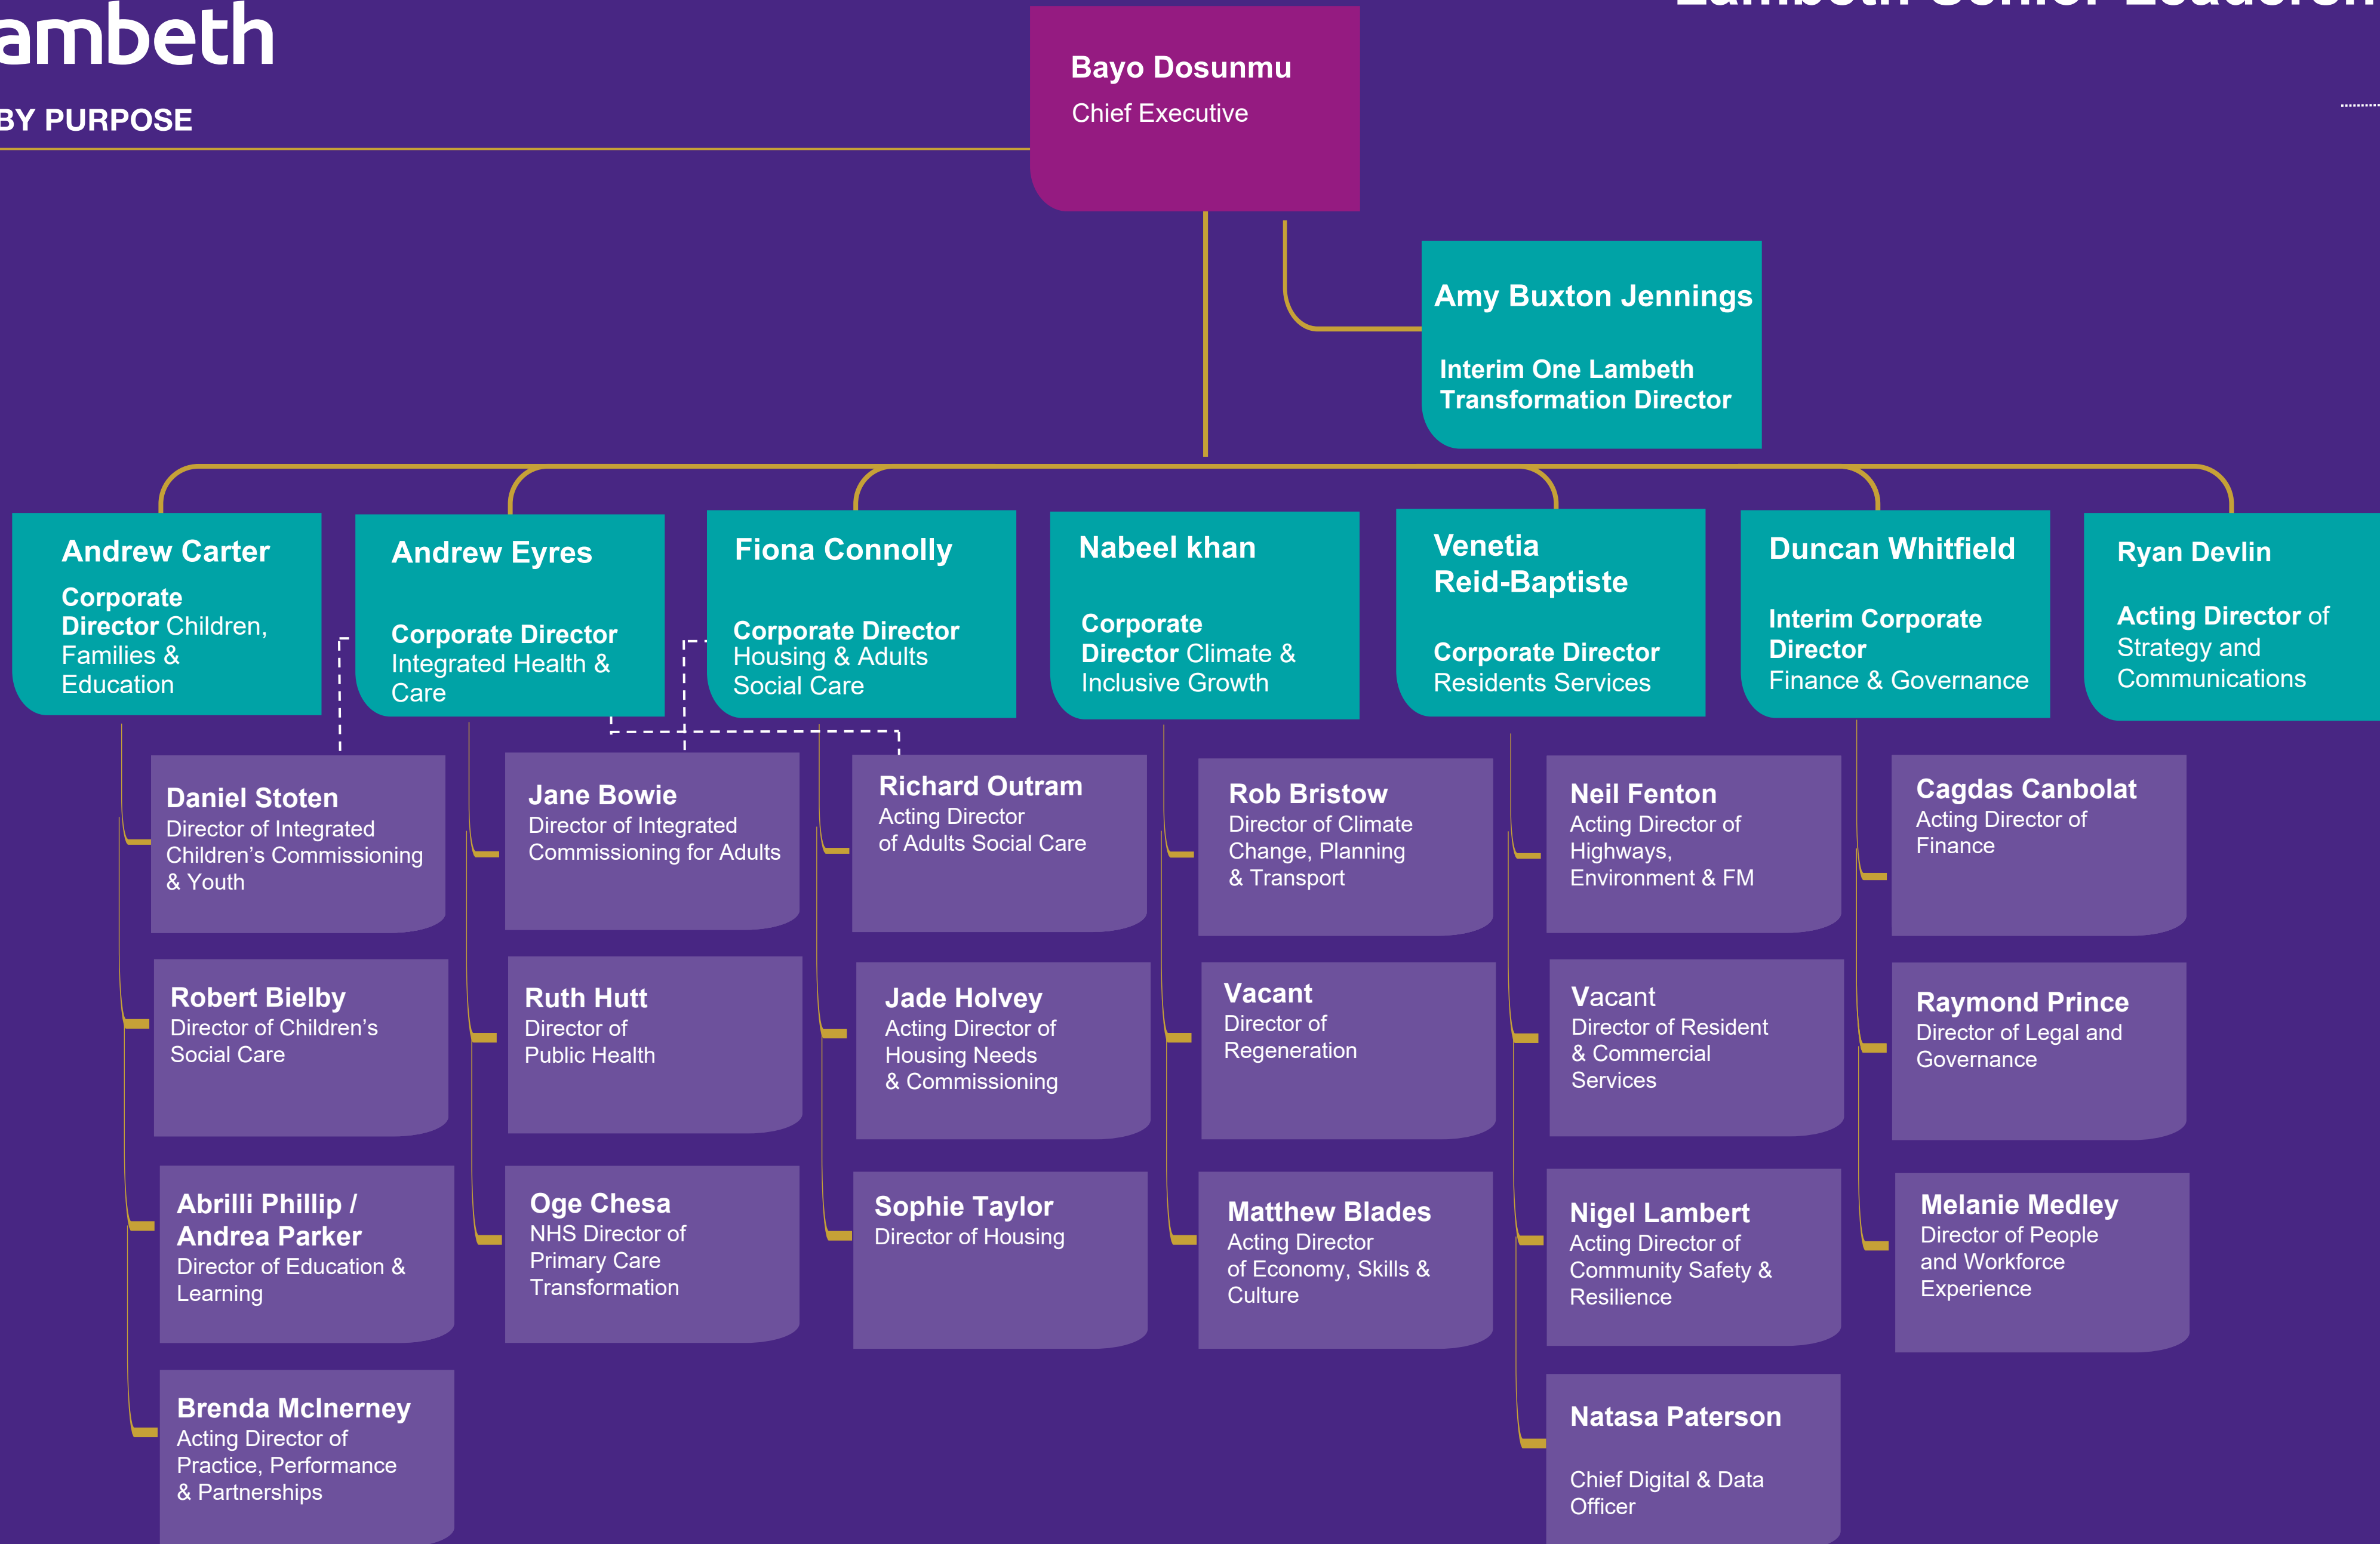 ambeth
BY PURPOSE
Bayo Dosunmu
Chief Executive
Amy Buxton Jennings
Interim One Lambeth
Transformation Director
Andrew Carter
Corporate
Director Children,
Families &
Education
Andrew Eyres
Corporate Director
Integrated Health &
Care
Fiona Connolly
Corporate Director
Housing & Adults
Social Care
Nabeel khan
Corporate
Director Climate &
Inclusive Growth
Venetia
Reid-Baptiste
Corporate Director
Residents Services
Duncan Whitfield
Interim Corporate
Director
Finance & Governance
Ryan Devlin
Acting Director of
Strategy and
Communications
Daniel Stoten
Director of Integrated
Children’s Commissioning
& Youth
Jane Bowie
Director of Integrated
Commissioning for Adults
Richard Outram
Acting Director
of Adults Social Care
Rob Bristow
Director of Climate
Change, Planning
& Transport
Neil Fenton
Acting Director of
Highways,
Environment & FM
Cagdas Canbolat
Acting Director of
Finance
Robert Bielby
Director of Children’s
Social Care
Ruth Hutt
Director of
Public Health
Jade Holvey
Acting Director of
Housing Needs
& Commissioning
Vacant
Director of
Regeneration
Vacant
Director of Resident
& Commercial
Services
Raymond Prince
Director of Legal and
Governance
Abrilli Phillip /
Andrea Parker
Director of Education &
Learning
Oge Chesa
NHS Director of
Primary Care
Transformation
Sophie Taylor
Director of Housing
Matthew Blades
Acting Director
of Economy, Skills &
Culture
Nigel Lambert
Acting Director of
Community Safety &
Resilience
Melanie Medley
Director of People
and Workforce
Experience
Brenda McInerney
Acting Director of
Practice, Performance
& Partnerships
Natasa Paterson
Chief Digital & Data
Officer